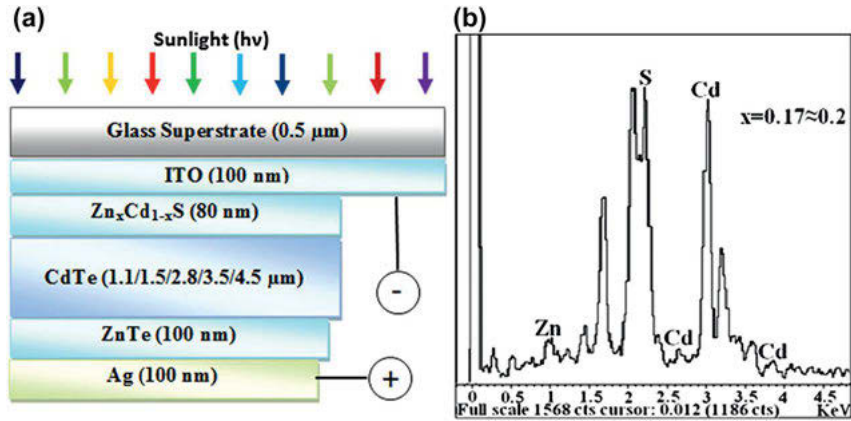 (a)
Sunlight (hν)
Glass Superstrate (0.5 μm)
ITO (100 nm)
ZnₓCd₁₋ₓS (80 nm)
CdTe (1.1/1.5/2.8/3.5/4.5 μm)
-
ZnTe (100 nm)
Ag (100 nm)
+
(b)
S
Cd
x=0.17≈0.2
Zn
Cd
Cd
0 0.5 1 1.5 2 2.5 3 3.5 4 4.5
Full scale 1568 cts cursor: 0.012 (1186 cts) KeV